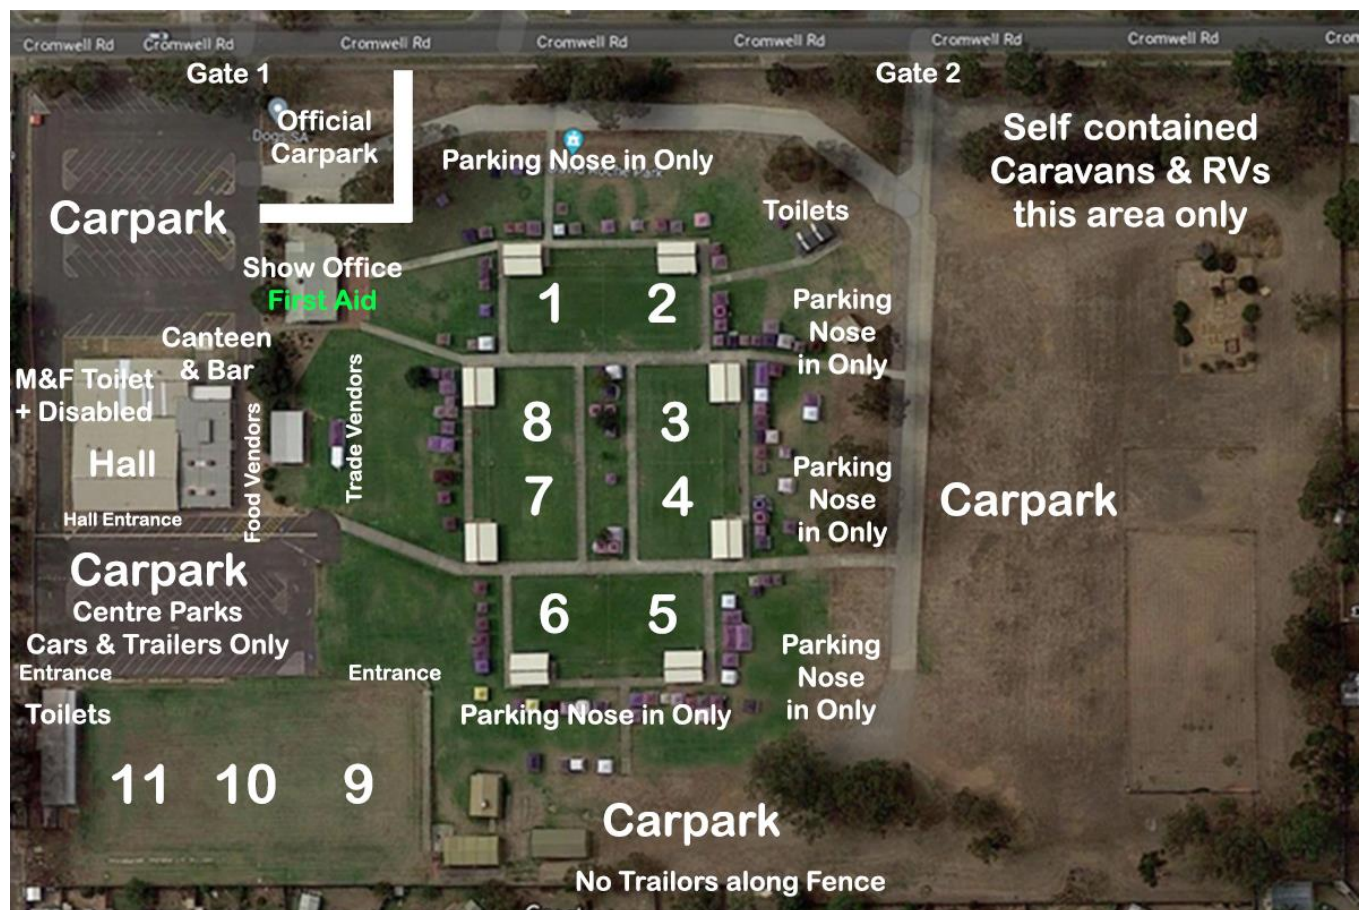 Cromwell Rd Cromwell Rd Cromwell Rd Cromwell Rd Cromwell Rd Cromwell Rd Cromwell Rd Crom
Gate 1
Gate 2
Official
Carpark
Dogs SA
Parking Nose in Only
Self contained
Caravans & RVs
this area only
Carpark
Toilets
Show Office
First Aid
1
2
Parking
Nose
in Only
Canteen
& Bar
M&F Toilet
+ Disabled
Hall
Hall Entrance
Food Vendors
Trade Vendors
8
3
7
4
Parking
Nose
in Only
Carpark
Carpark
Centre Parks
Cars & Trailers Only
Entrance
Entrance
6
5
Parking
Nose
in Only
Toilets
Parking Nose in Only
11
10
9
Carpark
No Trailors along Fence